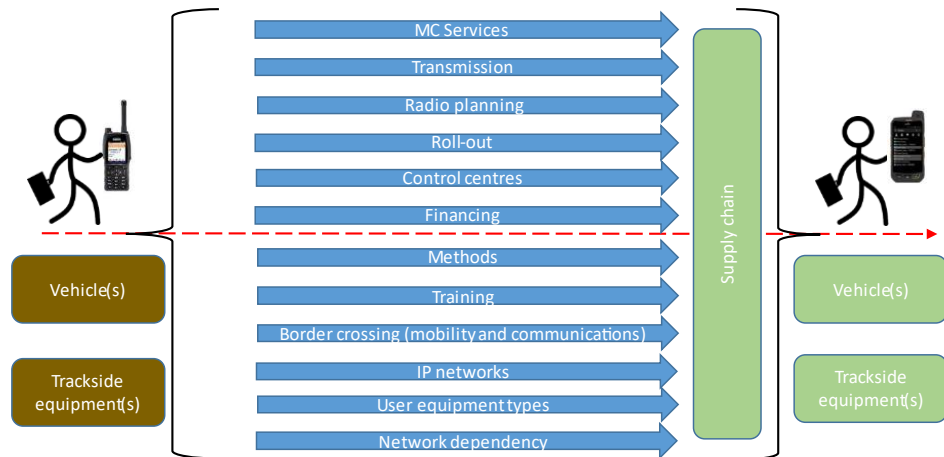 MC Services
Transmission
Radio planning
Roll-out
Control centres
Financing
Methods
Training
Border crossing (mobility and communications)
IP networks
User equipment types
Network dependency
Supply chain
Vehicle(s)
Trackside
equipment(s)
Vehicle(s)
Trackside
equipment(s)